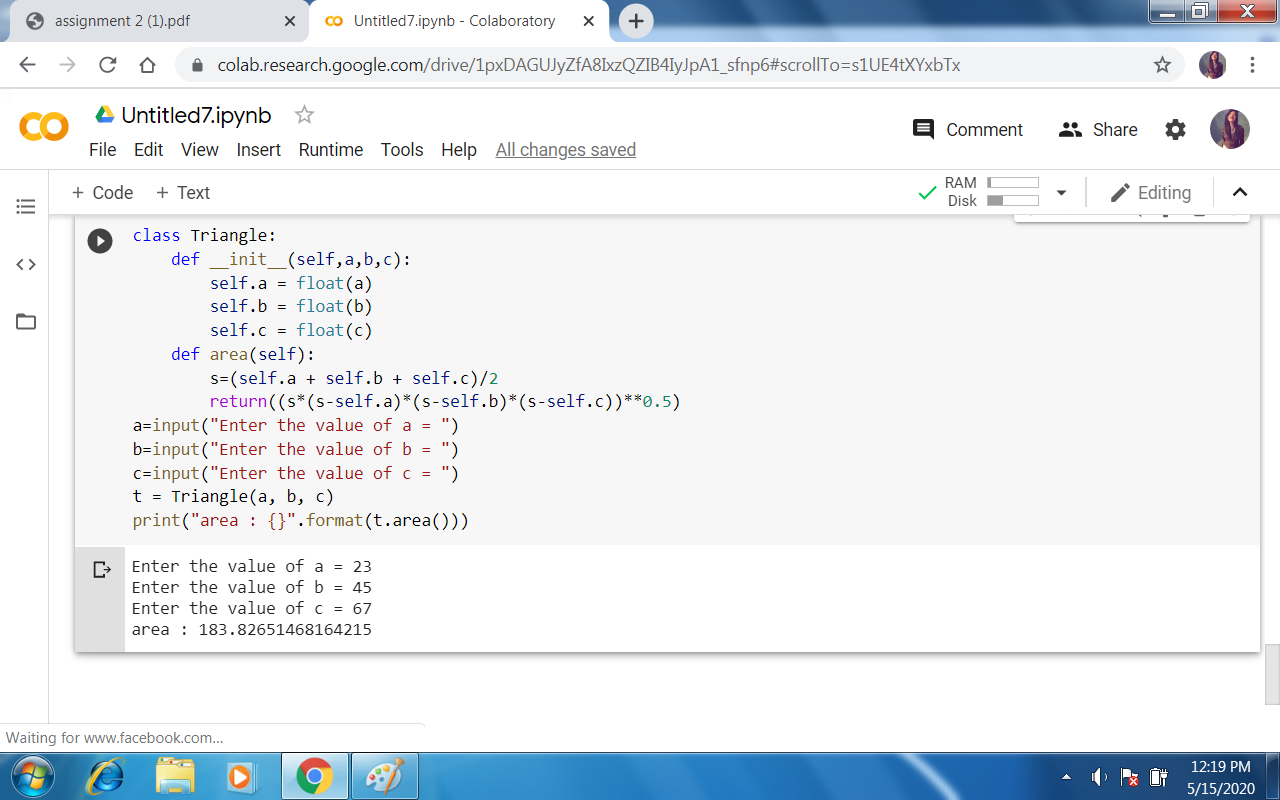 assignment 2 (1).pdf
Untitled7.ipynb - Colaboratory
colab.research.google.com/drive/1pxDAGUJyZfA8IxzQZIB4IyJpA1_sfnp6#scrollTo=s1UE4tXYxbTx
Untitled7.ipynb
Comment
Share
File Edit View Insert Runtime Tools Help All changes saved
+ Code + Text
RAM
Disk
Editing
class Triangle:
    def __init__(self,a,b,c):
        self.a = float(a)
        self.b = float(b)
        self.c = float(c)
    def area(self):
        s=(self.a + self.b + self.c)/2
        return((s*(s-self.a)*(s-self.b)*(s-self.c))**0.5)
a=input("Enter the value of a = ")
b=input("Enter the value of b = ")
c=input("Enter the value of c = ")
t = Triangle(a, b, c)
print("area : {}".format(t.area()))
Enter the value of a = 23
Enter the value of b = 45
Enter the value of c = 67
area : 183.82651468164215
Waiting for www.facebook.com...
12:19 PM
5/15/2020